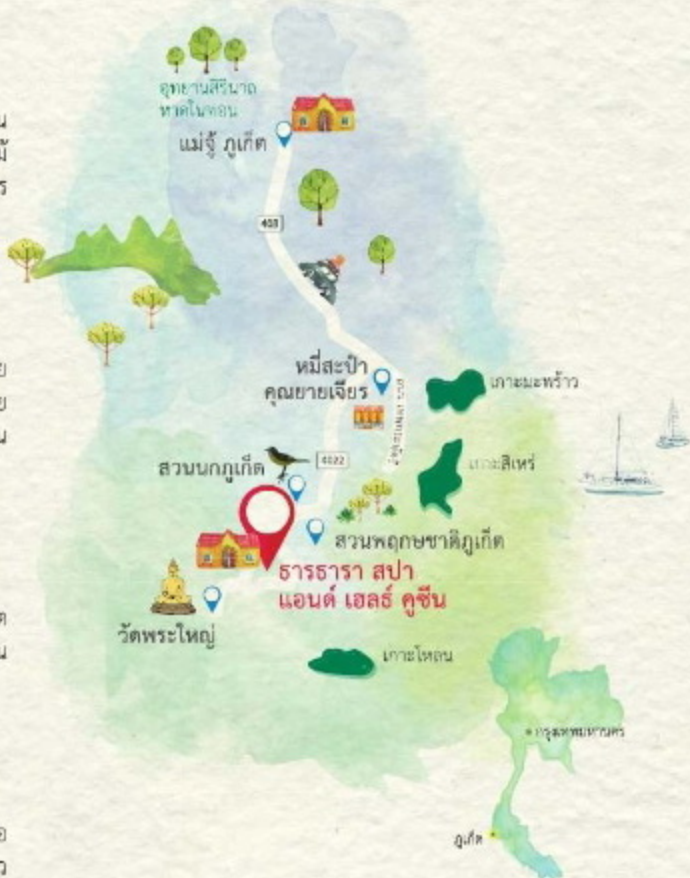 อุทยานสิรินาถ
หาดในทอน
แม่จู้ ภูเก็ต
403
หมี่สะปำ
คุณยายเจียร
เกาะมะพร้าว
สวนนกภูเก็ต
4022
เกาะสิเหร่
สวนพฤกษชาติภูเก็ต
ธารธารา สปา
แอนด์ เฮลธ์ คูซีน
วัดพระใหญ่
เกาะโหลน
กรุงเทพมหานคร
ภูเก็ต